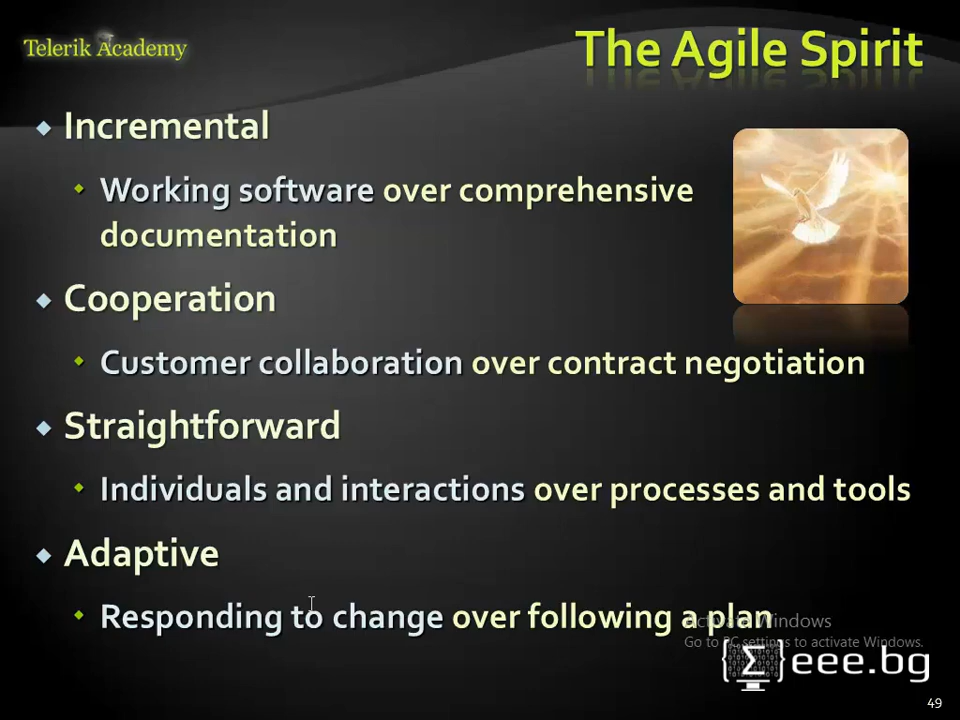 Telerik Academy
The Agile Spirit
Incremental
Working software over comprehensive
documentation
Cooperation
Customer collaboration over contract negotiation
Straightforward
Individuals and interactions over processes and tools
Adaptive
Responding to change over following a plan
Activate Windows
Go to PC settings to activate Windows.
Σ eee.bg
49